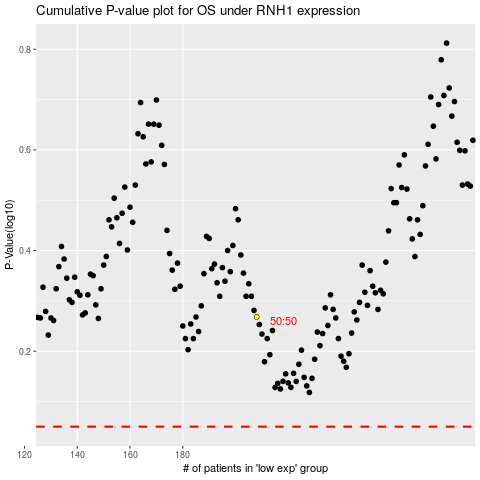 Cumulative P-value plot for OS under RNH1 expression
P-Value(log10)
0.8
0.6
0.4
0.2
50:50
120 140 160 180
# of patients in 'low exp' group